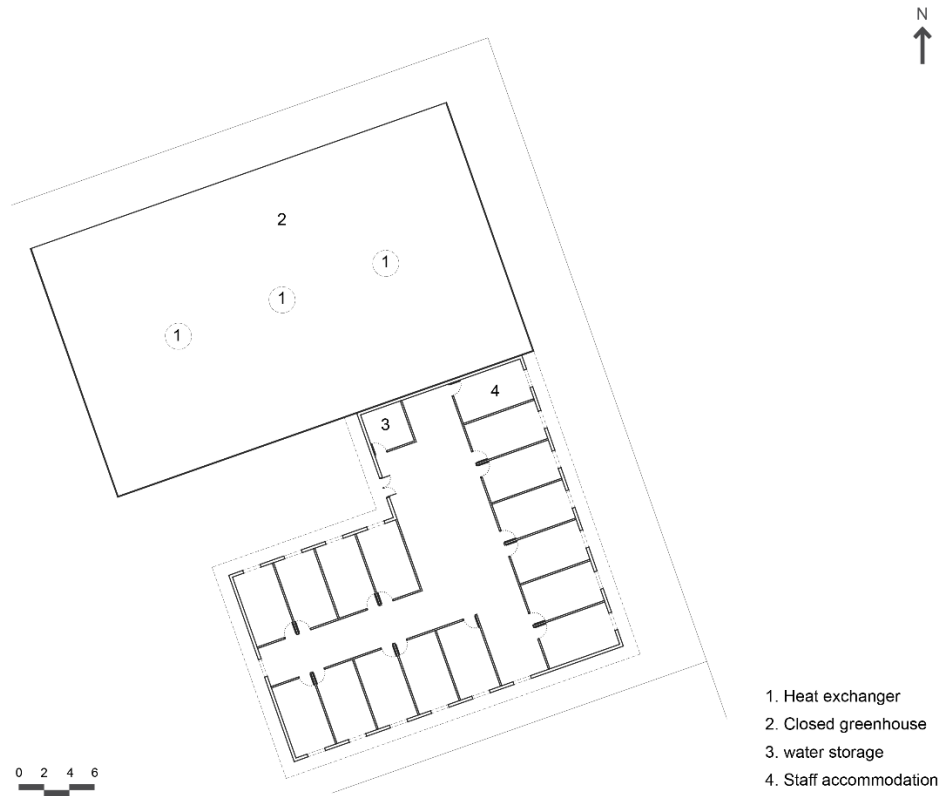 N
2
1
1
1
4
3
1. Heat exchanger
2. Closed greenhouse
3. water storage
4. Staff accommodation
0 2 4 6